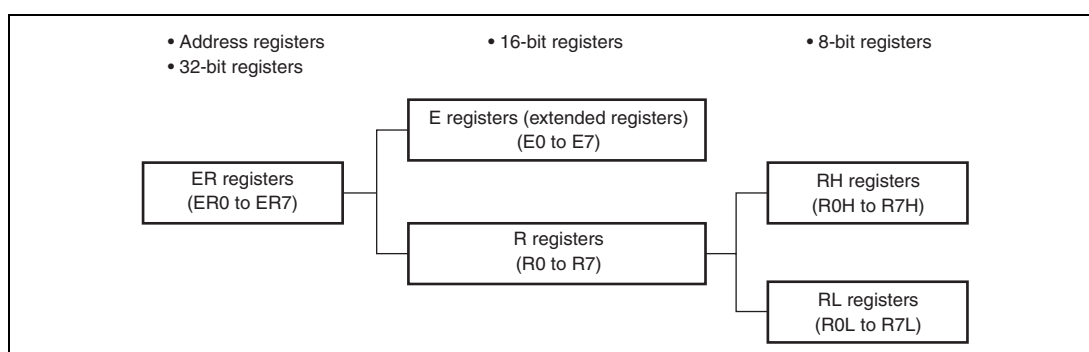 • Address registers
• 32-bit registers
• 16-bit registers
• 8-bit registers
E registers (extended registers)
(E0 to E7)
ER registers
(ER0 to ER7)
RH registers
(R0H to R7H)
R registers
(R0 to R7)
RL registers
(R0L to R7L)